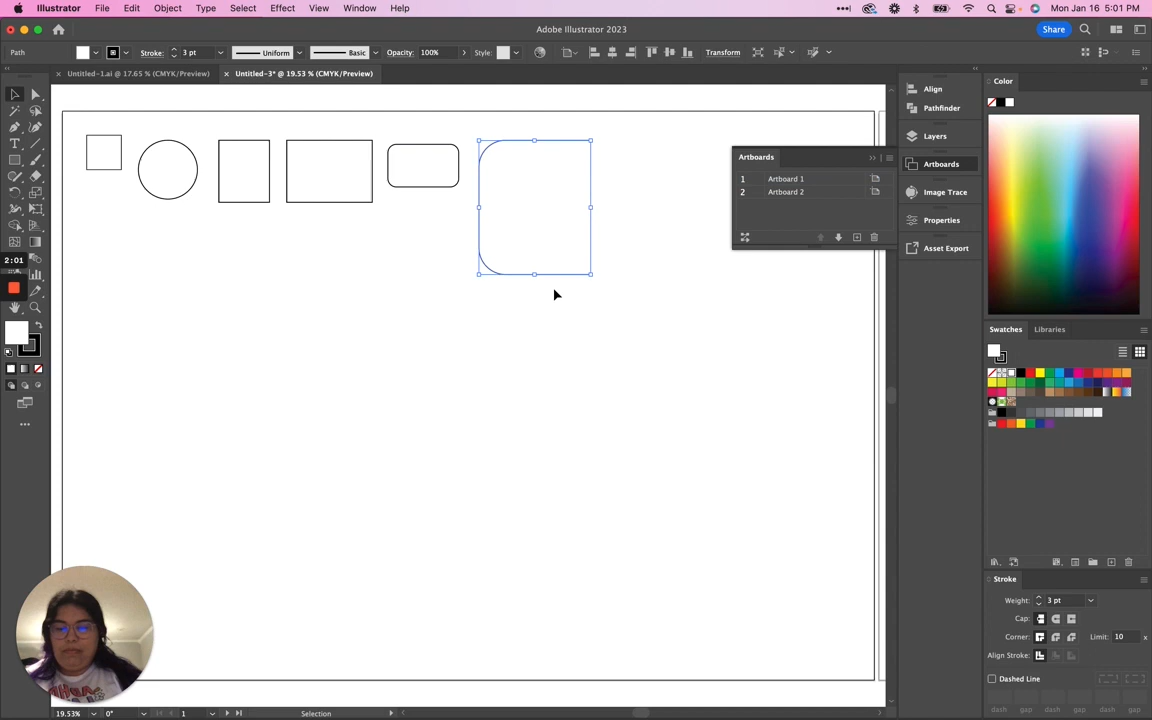 Illustrator File Edit Object Type Select Effect View Window Help Mon Jan 16 5:01 PM
Adobe Illustrator 2023 Share
Path Stroke: 3 pt Uniform Basic Opacity: 100% Style: Transform
Untitled-1.ai @ 17.65 % (CMYK/Preview) Untitled-3* @ 19.53 % (CMYK/Preview)
Color
Align
Pathfinder
Layers
Artboards
Image Trace
Properties
Asset Export
Artboards
1 Artboard 1
2 Artboard 2
2:01
Swatches Libraries
Stroke
Weight: 3 pt
Cap:
Corner: Limit: 10 x
Align Stroke:
Dashed Line
dash gap dash gap dash gap
19.53% 0° 1 Selection